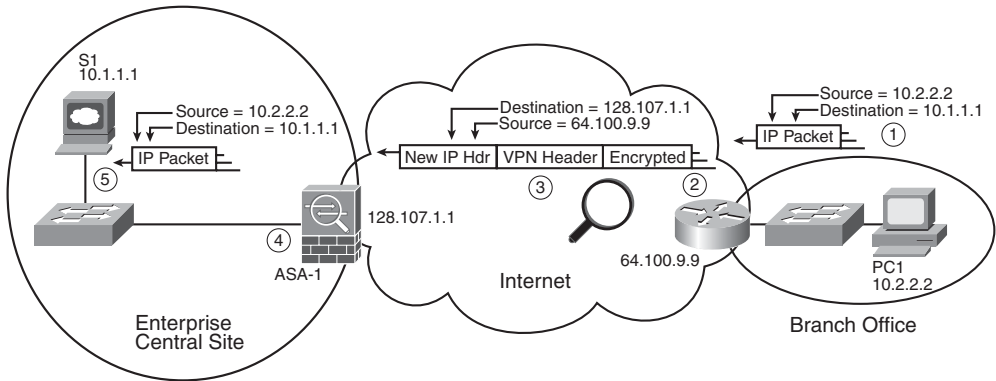 S1
10.1.1.1
Source = 10.2.2.2
Destination = 10.1.1.1
IP Packet
5
4
ASA-1
128.107.1.1
Enterprise
Central Site
Destination = 128.107.1.1
Source = 64.100.9.9
New IP Hdr
VPN Header
Encrypted
3
2
Internet
64.100.9.9
Source = 10.2.2.2
Destination = 10.1.1.1
IP Packet
1
PC1
10.2.2.2
Branch Office